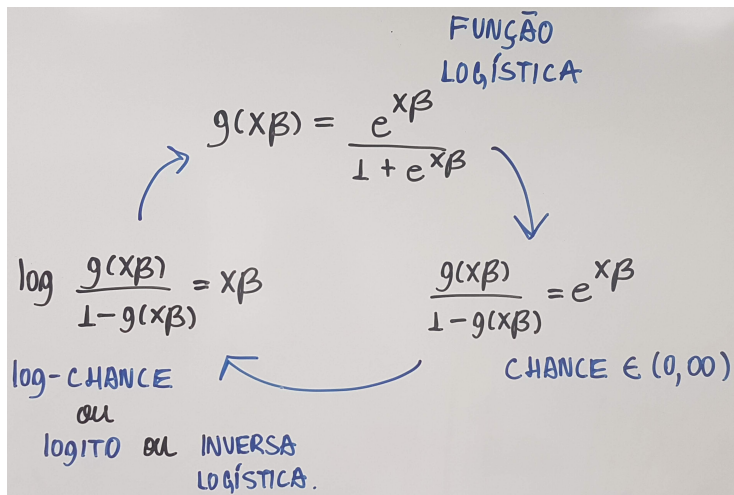 FUNÇÃO
LOGÍSTICA
g(Xβ) = e^{Xβ} / (1 + e^{Xβ})
log g(Xβ) / (1 - g(Xβ)) = Xβ
g(Xβ) / (1 - g(Xβ)) = e^{Xβ}
log-CHANCE
ou
logITO ou INVERSA
LOGÍSTICA.
CHANCE ∈ (0,∞)